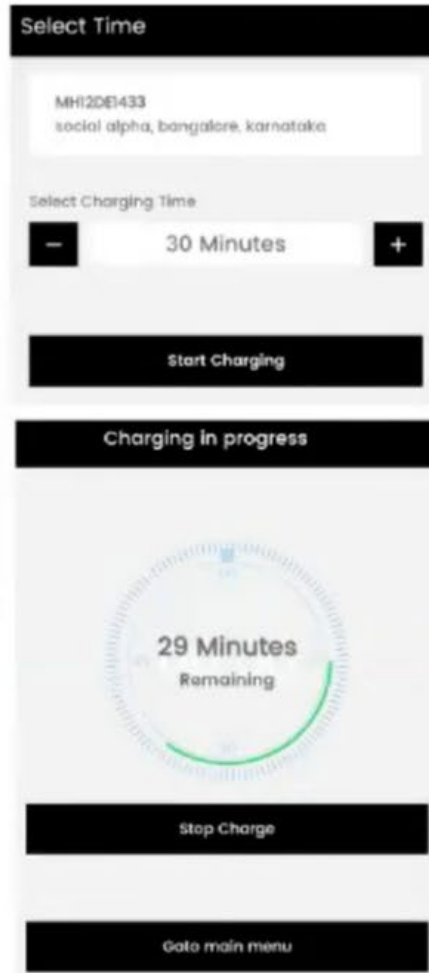 Select Time
MH12DE1433
social alpha, bangalore, karnataka
Select Charging Time
− 30 Minutes +
Start Charging
Charging in progress
29 Minutes
Remaining
Stop Charge
Goto main menu